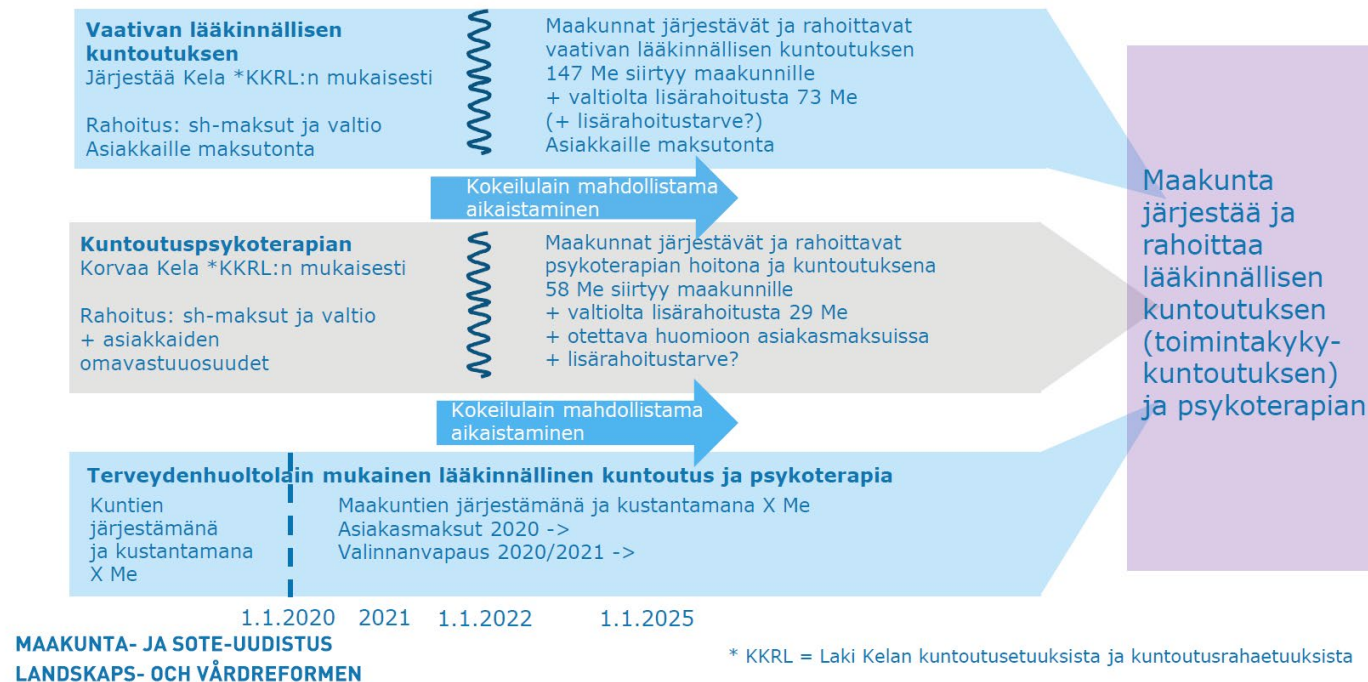 Vaativan lääkinnällisen
kuntoutuksen
Järjestää Kela *KKRL:n mukaisesti
Rahoitus: sh-maksut ja valtio
Asiakkaille maksutonta
Maakunnat järjestävät ja rahoittavat
vaativan lääkinnällisen kuntoutuksen
147 Me siirtyy maakunnille
+ valtiolta lisärahoitusta 73 Me
(+ lisärahoitustarve?)
Asiakkaille maksutonta
Kokeilulain mahdollistama
aikaistaminen
Kuntoutuspsykoterapian
Korvaa Kela *KKRL:n mukaisesti
Rahoitus: sh-maksut ja valtio
+ asiakkaiden
omavastuuosuudet
Maakunnat järjestävät ja rahoittavat
psykoterapian hoitona ja kuntoutuksena
58 Me siirtyy maakunnille
+ valtiolta lisärahoitusta 29 Me
+ otettava huomioon asiakasmaksuissa
+ lisärahoitustarve?
Kokeilulain mahdollistama
aikaistaminen
Terveydenhuoltolain mukainen lääkinnällinen kuntoutus ja psykoterapia
Kuntien
järjestämänä
ja kustantamana
X Me
Maakuntien järjestämänä ja kustantamana X Me
Asiakasmaksut 2020 ->
Valinnanvapaus 2020/2021 ->
Maakunta
järjestää ja
rahoittaa
lääkinnällisen
kuntoutuksen
(toimintakyky-
kuntoutuksen)
ja psykoterapian
1.1.2020 2021 1.1.2022 1.1.2025
MAAKUNTA- JA SOTE-UUDISTUS
LANDSKAPS- OCH VÅRDREFORMEN
* KKRL = Laki Kelan kuntoutusetuuksista ja kuntoutusrahaetuuksista